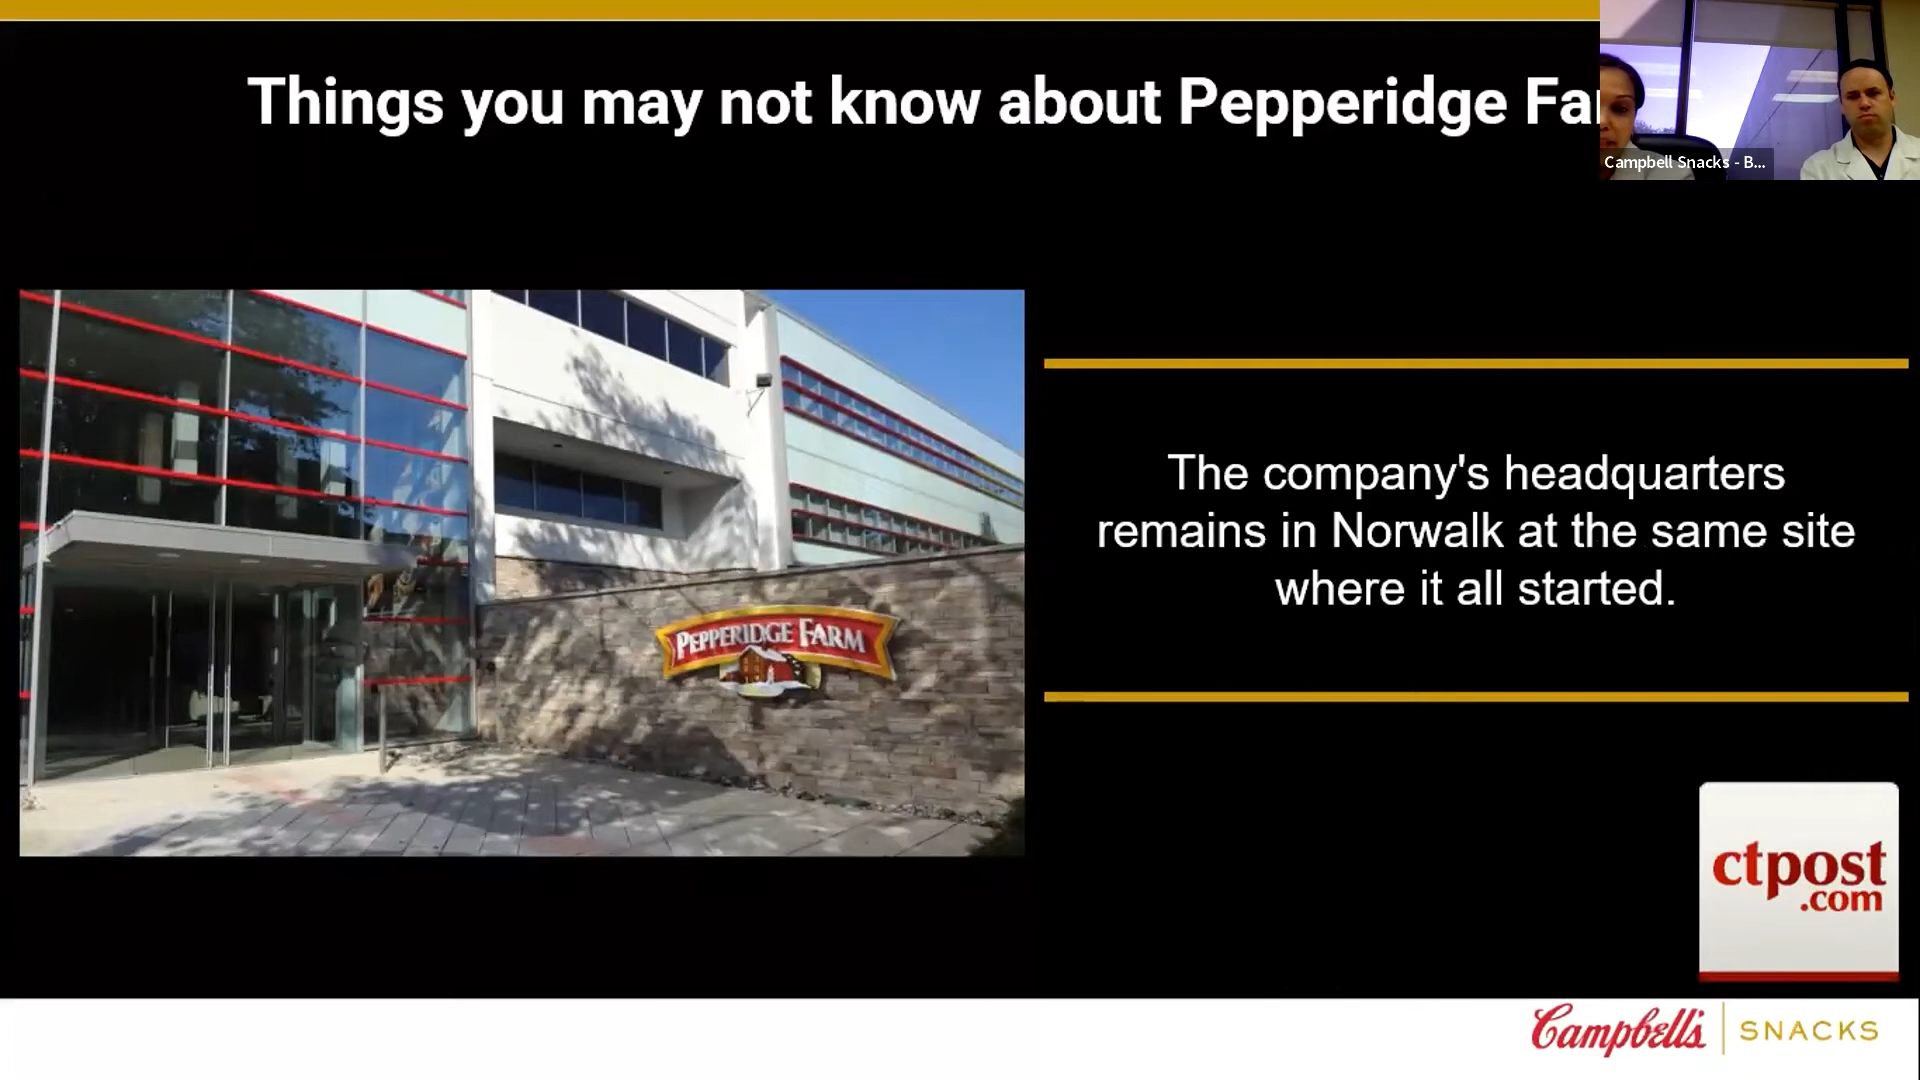 Things you may not know about Pepperidge Far
Campbell Snacks - B...
The company's headquarters
remains in Norwalk at the same site
where it all started.
PEPPERIDGE FARM
ctpost
.com
Campbell's | SNACKS